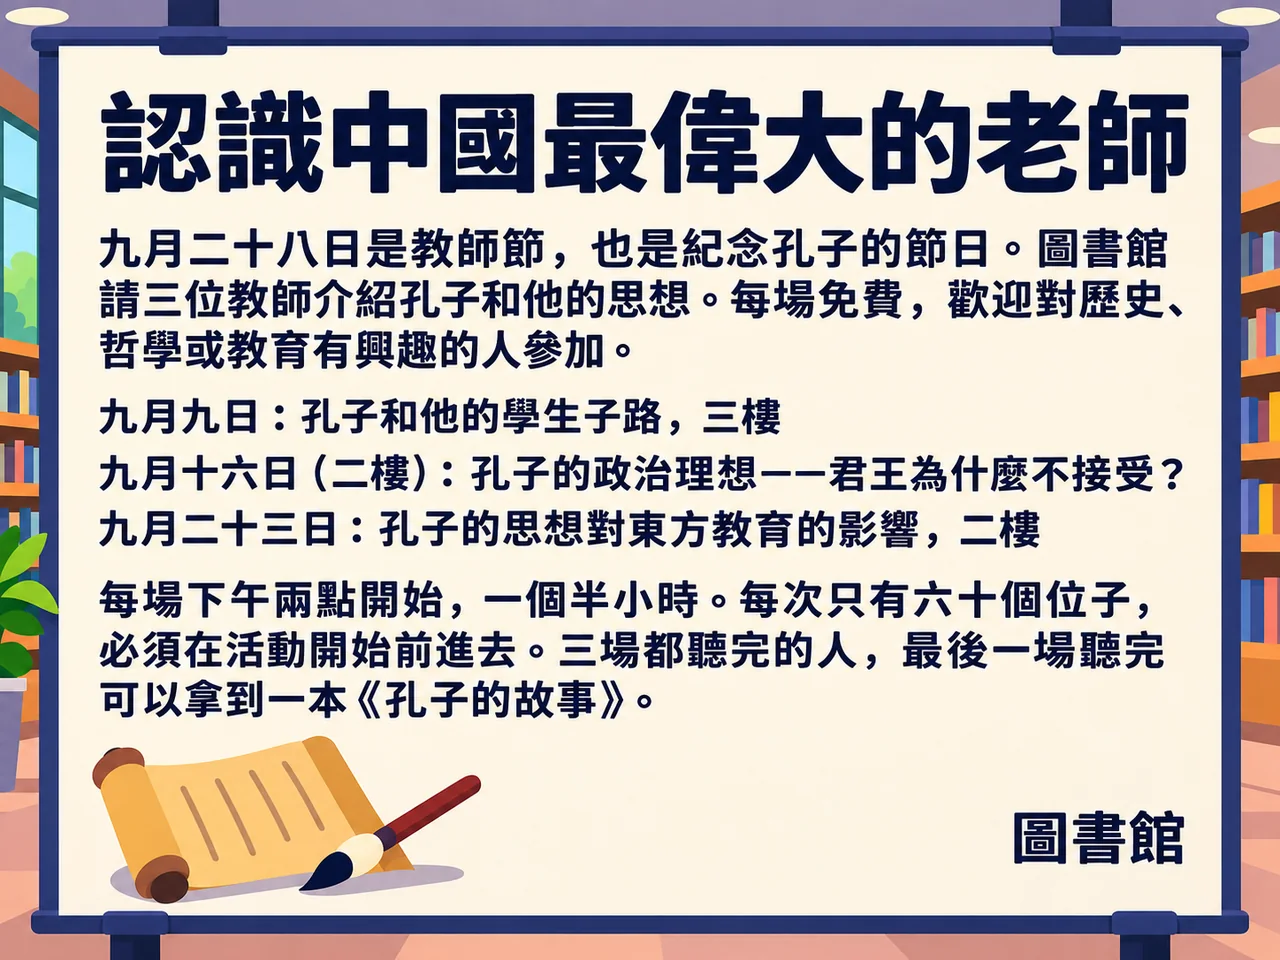 認識中國最偉大的老師
九月二十八日是教師節，也是紀念孔子的節日。圖書館
請三位教師介紹孔子和他的思想。每場免費，歡迎對歷史、
哲學或教育有興趣的人參加。
九月九日：孔子和他的學生子路，三樓
九月十六日（二樓）：孔子的政治理想——君王為什麼不接受？
九月二十三日：孔子的思想對東方教育的影響，二樓
每場下午兩點開始，一個半小時。每次只有六十個位子，
必須在活動開始前進去。三場都聽完的人，最後一場聽完
可以拿到一本《孔子的故事》。
圖書館